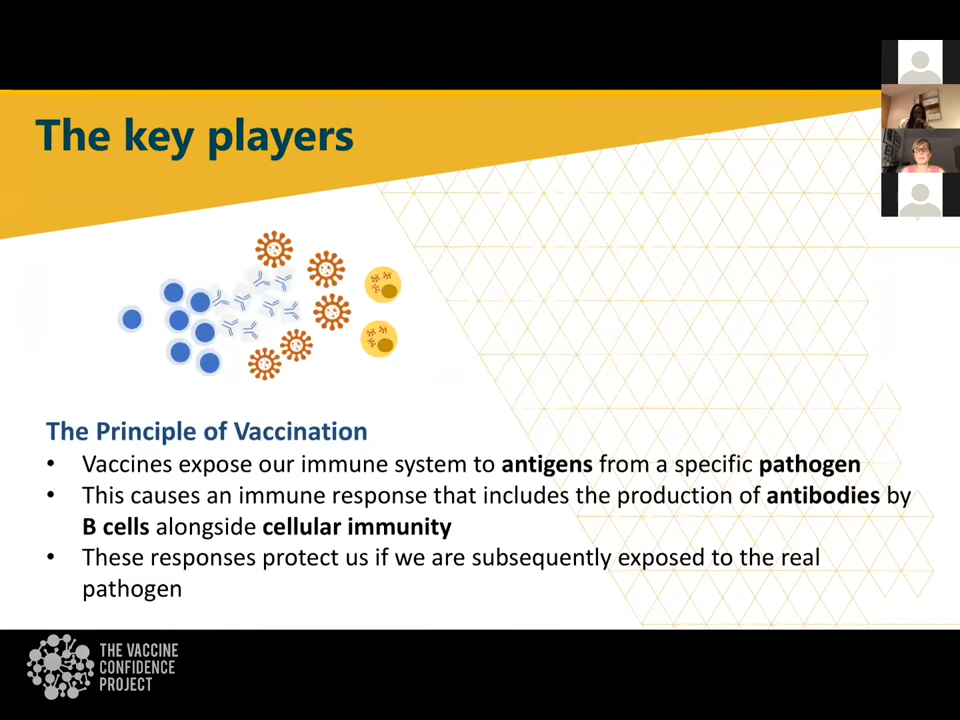 The key players
The Principle of Vaccination
• Vaccines expose our immune system to antigens from a specific pathogen
• This causes an immune response that includes the production of antibodies by
B cells alongside cellular immunity
• These responses protect us if we are subsequently exposed to the real
pathogen
THE VACCINE
CONFIDENCE
PROJECT